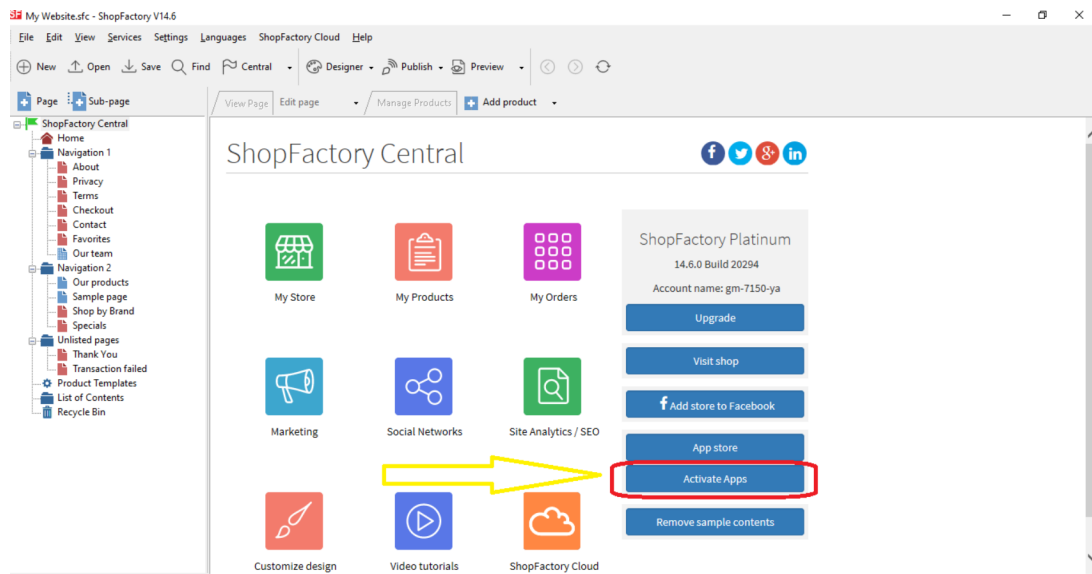 SF My Website.sfc - ShopFactory V14.6
File Edit View Services Settings Languages ShopFactory Cloud Help
New Open Save Find Central Designer Publish Preview
Page Sub-page View Page Edit page Manage Products Add product
ShopFactory Central
Home
Navigation 1
About
Privacy
Terms
Checkout
Contact
Favorites
Our team
Navigation 2
Our products
Sample page
Shop by Brand
Specials
Unlisted pages
Thank You
Transaction failed
Product Templates
List of Contents
Recycle Bin
ShopFactory Central
My Store My Products My Orders
Marketing Social Networks Site Analytics / SEO
Customize design Video tutorials ShopFactory Cloud
ShopFactory Platinum
14.6.0 Build 20294
Account name: gm-7150-ya
Upgrade
Visit shop
Add store to Facebook
App store
Activate Apps
Remove sample contents